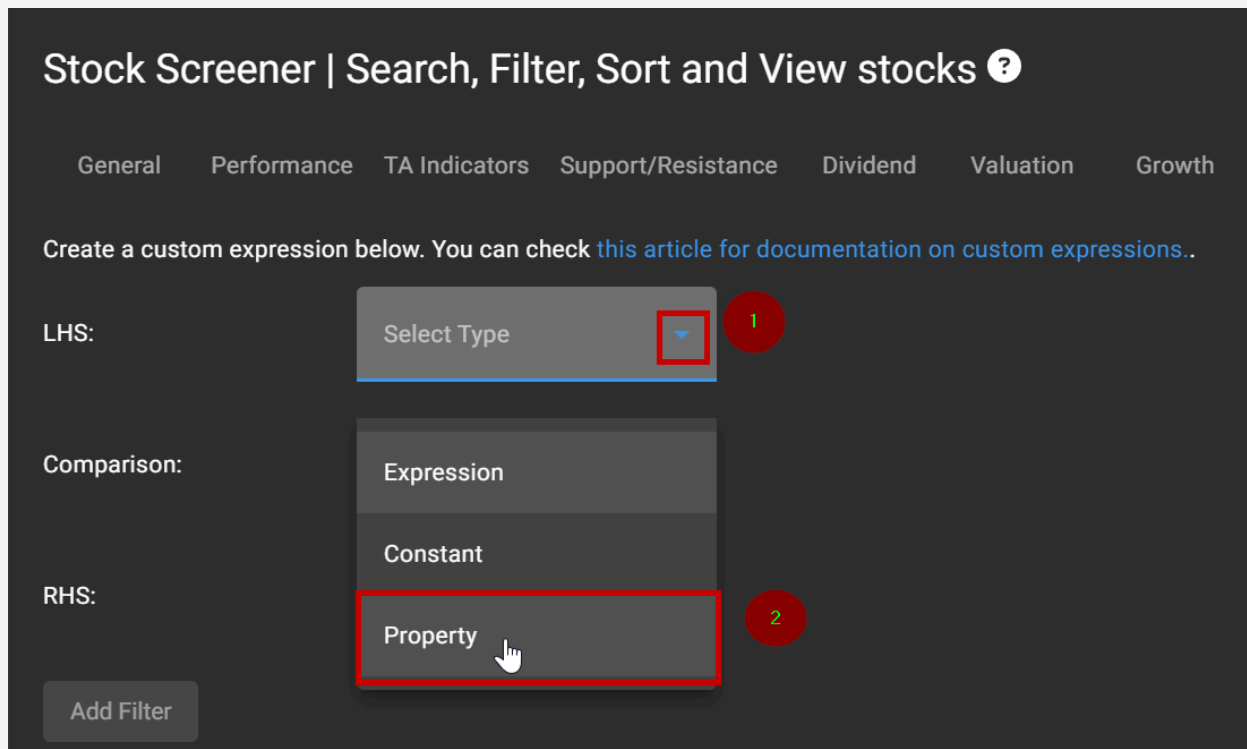 Stock Screener | Search, Filter, Sort and View stocks ?
General Performance TA Indicators Support/Resistance Dividend Valuation Growth
Create a custom expression below. You can check this article for documentation on custom expressions..
LHS: Select Type 1
Comparison: Expression
Constant
RHS:
Property 2
Add Filter